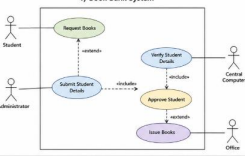 Book Bank System
Request Books
Student
«extend»
Verify Student
Details
Central
Computer
«include»
Submit Student
Details
«include»
Administrator
Approve Student
«extend»
Issue Books
Office